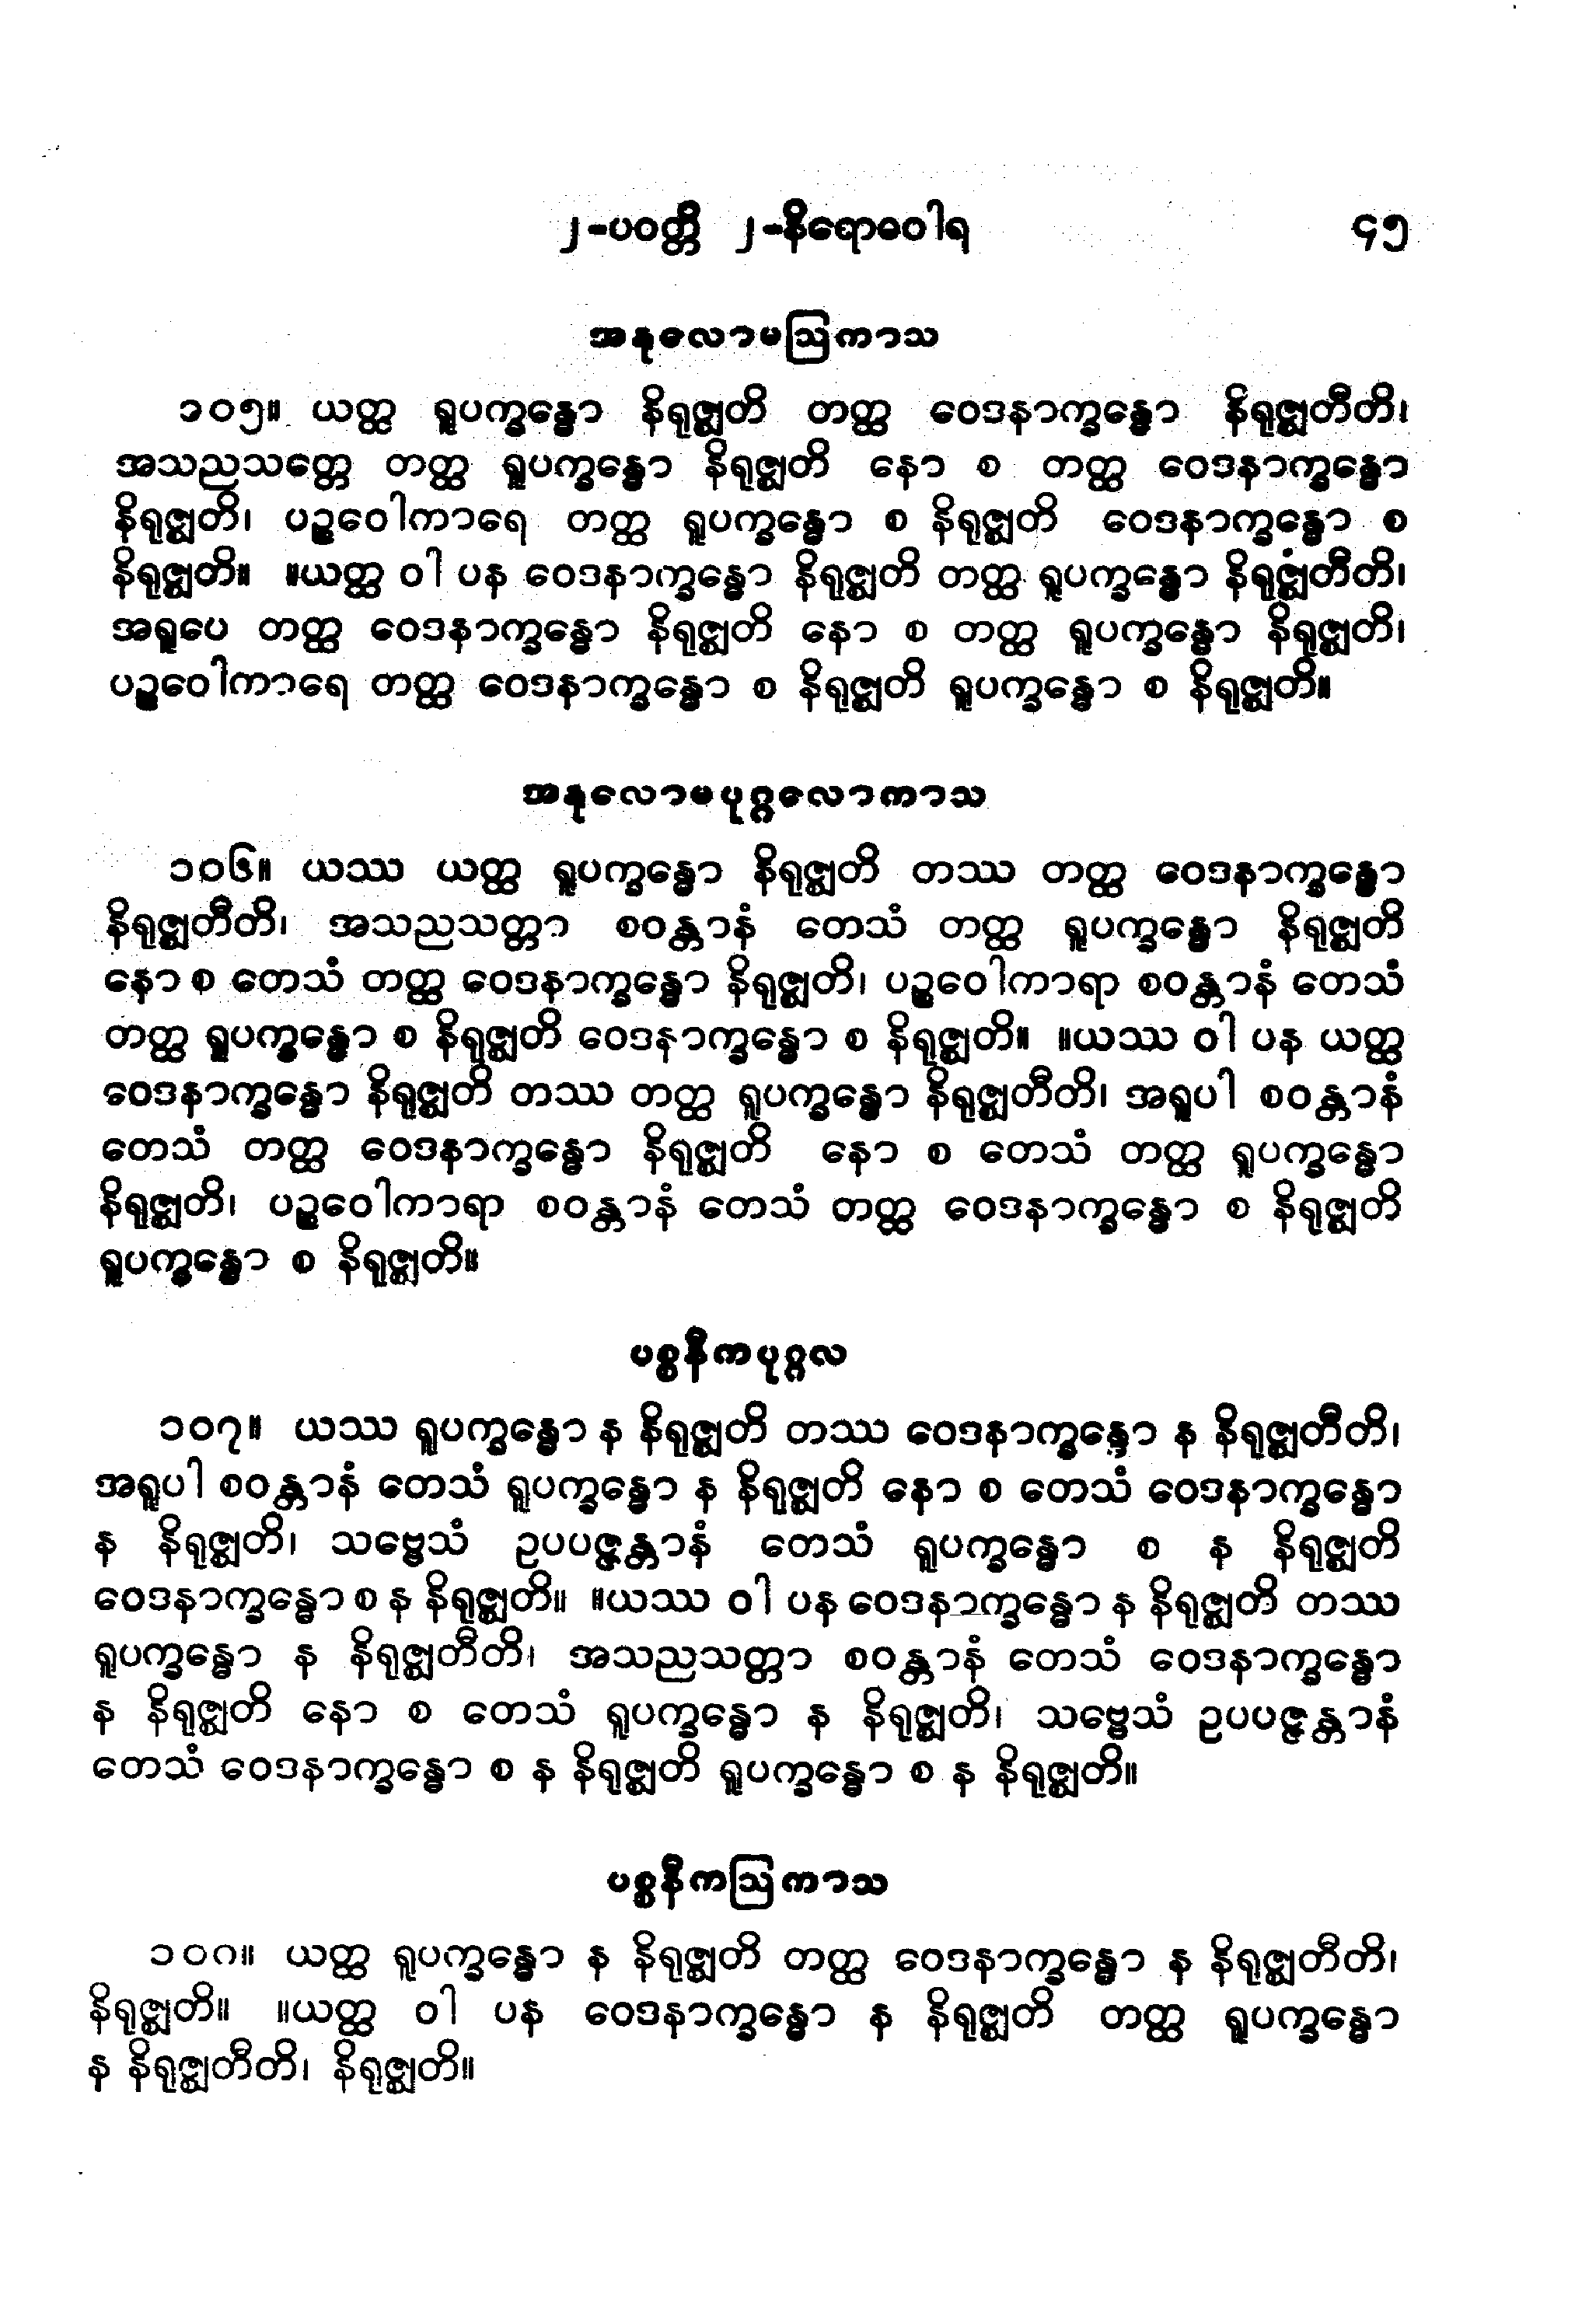 ၂-ပဝတ္တိ ၂-နိရောဓဝါရ ၄၅
အနုလောမဩကာသ
၁၀၅။ ယတ္ထ ရူပက္ခန္ဓော နိရုဇ္ဈတိ တတ္ထ ဝေဒနာက္ခန္ဓော နိရုဇ္ဈတီတိ၊
အသညသတ္တေ တတ္ထ ရူပက္ခန္ဓော နိရုဇ္ဈတိ နော စ တတ္ထ ဝေဒနာက္ခန္ဓော
နိရုဇ္ဈတိ၊ ပဉ္စဝေါကာရေ တတ္ထ ရူပက္ခန္ဓော စ နိရုဇ္ဈတိ ဝေဒနာက္ခန္ဓော စ
နိရုဇ္ဈတိ။ ။ယတ္ထ ဝါ ပန ဝေဒနာက္ခန္ဓော နိရုဇ္ဈတိ တတ္ထ ရူပက္ခန္ဓော နိရုဇ္ဈတီတိ၊
အရူပေ တတ္ထ ဝေဒနာက္ခန္ဓော နိရုဇ္ဈတိ နော စ တတ္ထ ရူပက္ခန္ဓော နိရုဇ္ဈတိ၊
ပဉ္စဝေါကာရေ တတ္ထ ဝေဒနာက္ခန္ဓော စ နိရုဇ္ဈတိ ရူပက္ခန္ဓော စ နိရုဇ္ဈတိ။
အနုလောမပုဂ္ဂလောကာသ
၁၀၆။ ယဿ ယတ္ထ ရူပက္ခန္ဓော နိရုဇ္ဈတိ တဿ တတ္ထ ဝေဒနာက္ခန္ဓော
နိရုဇ္ဈတီတိ၊ အသညသတ္တာ စဝန္တာနံ တေသံ တတ္ထ ရူပက္ခန္ဓော နိရုဇ္ဈတိ
နော စ တေသံ တတ္ထ ဝေဒနာက္ခန္ဓော နိရုဇ္ဈတိ၊ ပဉ္စဝေါကာရာ စဝန္တာနံ တေသံ
တတ္ထ ရူပက္ခန္ဓော စ နိရုဇ္ဈတိ ဝေဒနာက္ခန္ဓော စ နိရုဇ္ဈတိ။ ။ယဿ ဝါ ပန ယတ္ထ
ဝေဒနာက္ခန္ဓော နိရုဇ္ဈတိ တဿ တတ္ထ ရူပက္ခန္ဓော နိရုဇ္ဈတီတိ၊ အရူပါ စဝန္တာနံ
တေသံ တတ္ထ ဝေဒနာက္ခန္ဓော နိရုဇ္ဈတိ နော စ တေသံ တတ္ထ ရူပက္ခန္ဓော
နိရုဇ္ဈတိ၊ ပဉ္စဝေါကာရာ စဝန္တာနံ တေသံ တတ္ထ ဝေဒနာက္ခန္ဓော စ နိရုဇ္ဈတိ
ရူပက္ခန္ဓော စ နိရုဇ္ဈတိ။
ပစ္စနီကပုဂ္ဂလ
၁၀၇။ ယဿ ရူပက္ခန္ဓော န နိရုဇ္ဈတိ တဿ ဝေဒနာက္ခန္ဓော န နိရုဇ္ဈတီတိ၊
အရူပါ စဝန္တာနံ တေသံ ရူပက္ခန္ဓော န နိရုဇ္ဈတိ နော စ တေသံ ဝေဒနာက္ခန္ဓော
န နိရုဇ္ဈတိ၊ သဗ္ဗေသံ ဥပပဇ္ဇန္တာနံ တေသံ ရူပက္ခန္ဓော စ န နိရုဇ္ဈတိ
ဝေဒနာက္ခန္ဓော စ န နိရုဇ္ဈတိ။ ။ယဿ ဝါ ပန ဝေဒနာက္ခန္ဓော န နိရုဇ္ဈတိ တဿ
ရူပက္ခန္ဓော န နိရုဇ္ဈတီတိ၊ အသညသတ္တာ စဝန္တာနံ တေသံ ဝေဒနာက္ခန္ဓော
န နိရုဇ္ဈတိ နော စ တေသံ ရူပက္ခန္ဓော န နိရုဇ္ဈတိ၊ သဗ္ဗေသံ ဥပပဇ္ဇန္တာနံ
တေသံ ဝေဒနာက္ခန္ဓော စ န နိရုဇ္ဈတိ ရူပက္ခန္ဓော စ န နိရုဇ္ဈတိ။
ပစ္စနီကဩကာသ
၁၀၈။ ယတ္ထ ရူပက္ခန္ဓော န နိရုဇ္ဈတိ တတ္ထ ဝေဒနာက္ခန္ဓော န နိရုဇ္ဈတီတိ၊
နိရုဇ္ဈတိ။ ။ယတ္ထ ဝါ ပန ဝေဒနာက္ခန္ဓော န နိရုဇ္ဈတိ တတ္ထ ရူပက္ခန္ဓော
န နိရုဇ္ဈတီတိ၊ နိရုဇ္ဈတိ။